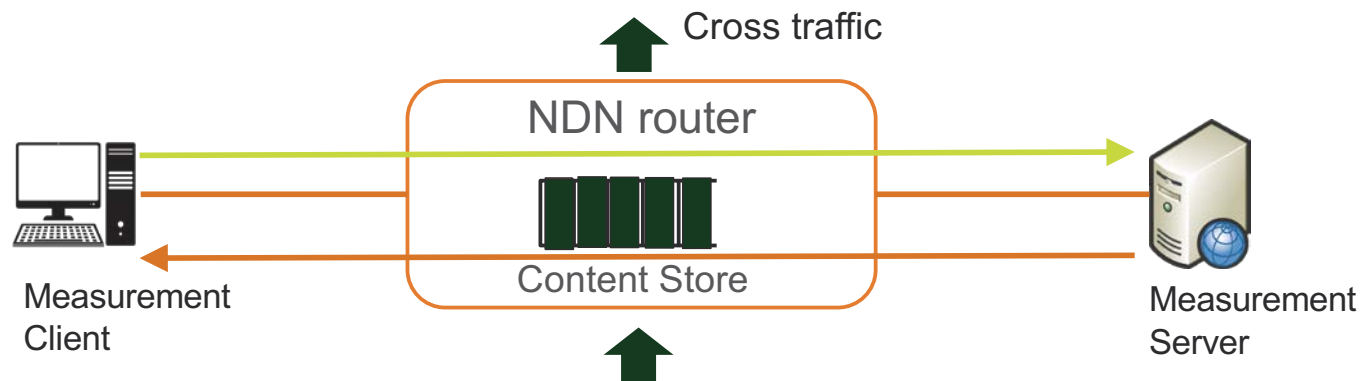 Cross traffic
NDN router
Content Store
Measurement
Client
Measurement
Server